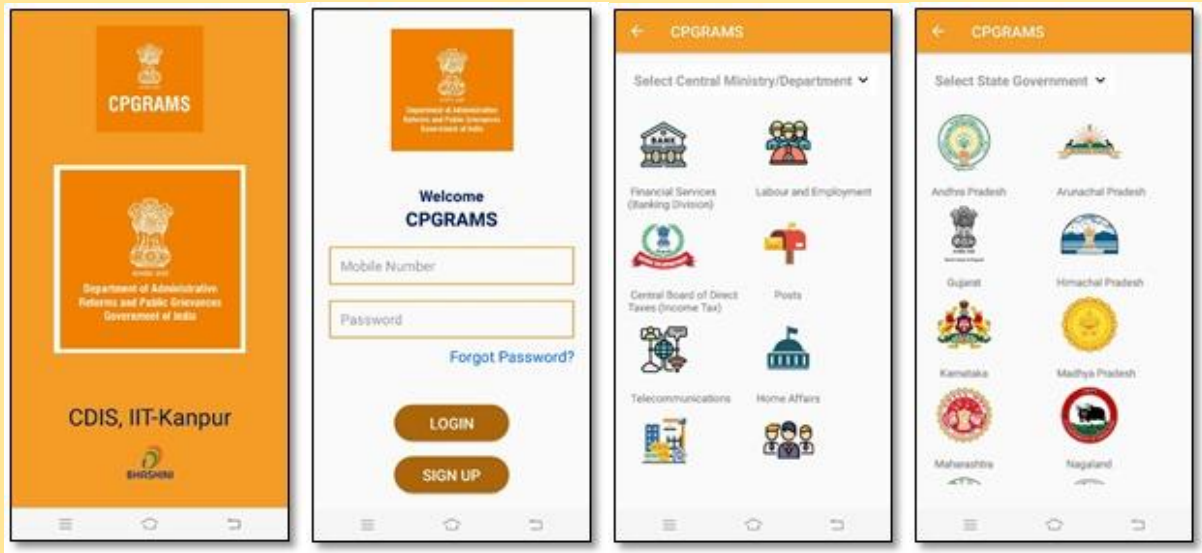 CPGRAMS
Department of Administrative
Reforms and Public Grievances
Government of India
CDIS, IIT-Kanpur
BHASHINI
Department of Administrative
Reforms and Public Grievances
Government of India
Welcome
CPGRAMS
Mobile Number
Password
Forgot Password?
LOGIN
SIGN UP
CPGRAMS
Select Central Ministry/Department
BANK
Financial Services
(Banking Division)
Labour and Employment
Central Board of Direct
Taxes (Income Tax)
Posts
Telecommunications
Home Affairs
CPGRAMS
Select State Government
Andhra Pradesh
Arunachal Pradesh
Gujarat
Himachal Pradesh
Karnataka
Madhya Pradesh
Maharashtra
Nagaland